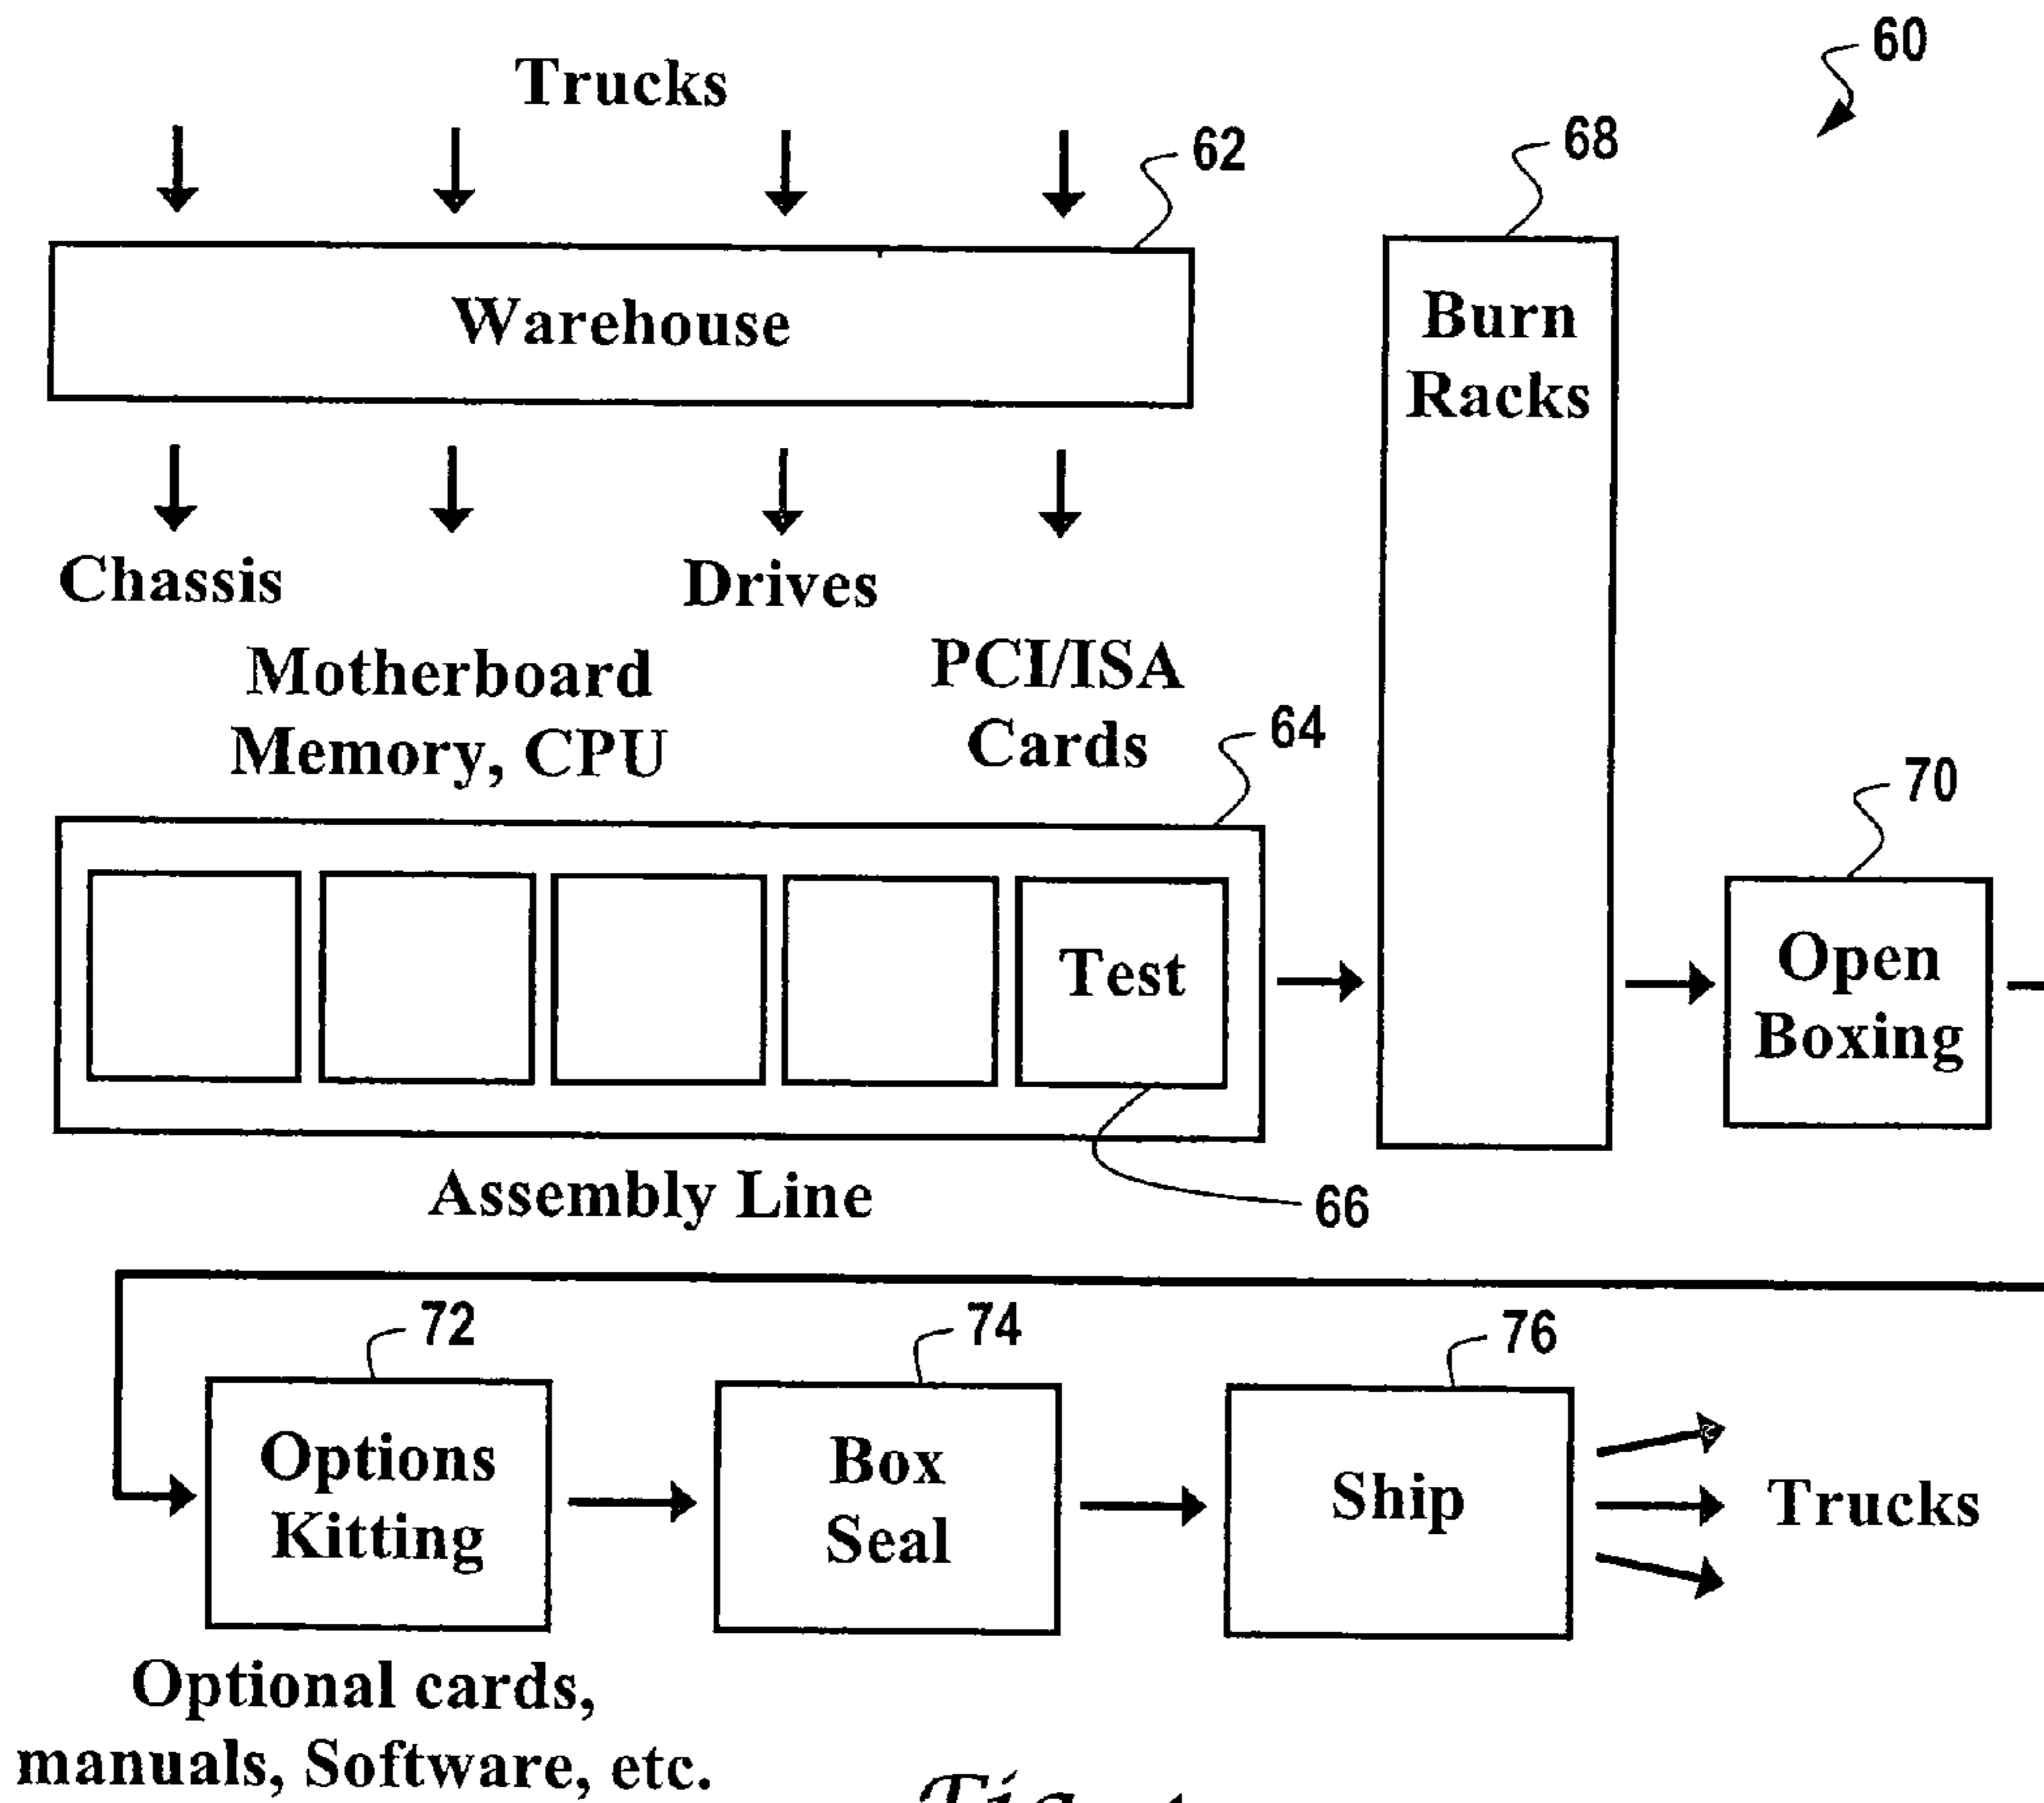 60
Trucks
62
68
Warehouse
Burn
Racks
Chassis
Drives
Motherboard
Memory, CPU
PCI/ISA
Cards
64
70
Test
Open
Boxing
Assembly Line
66
72
74
76
Options
Kitting
Box
Seal
Ship
Trucks
Optional cards,
manuals, Software, etc.